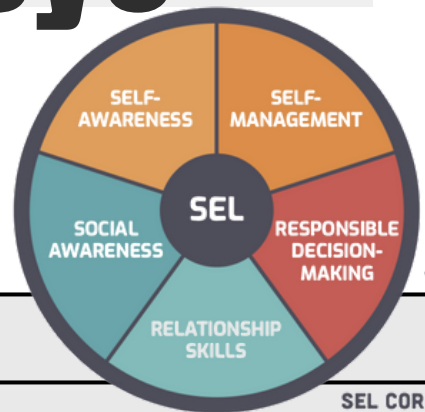 SELF-
AWARENESS
SELF-
MANAGEMENT
SEL
SOCIAL
AWARENESS
RESPONSIBLE
DECISION-
MAKING
RELATIONSHIP
SKILLS
SEL COR